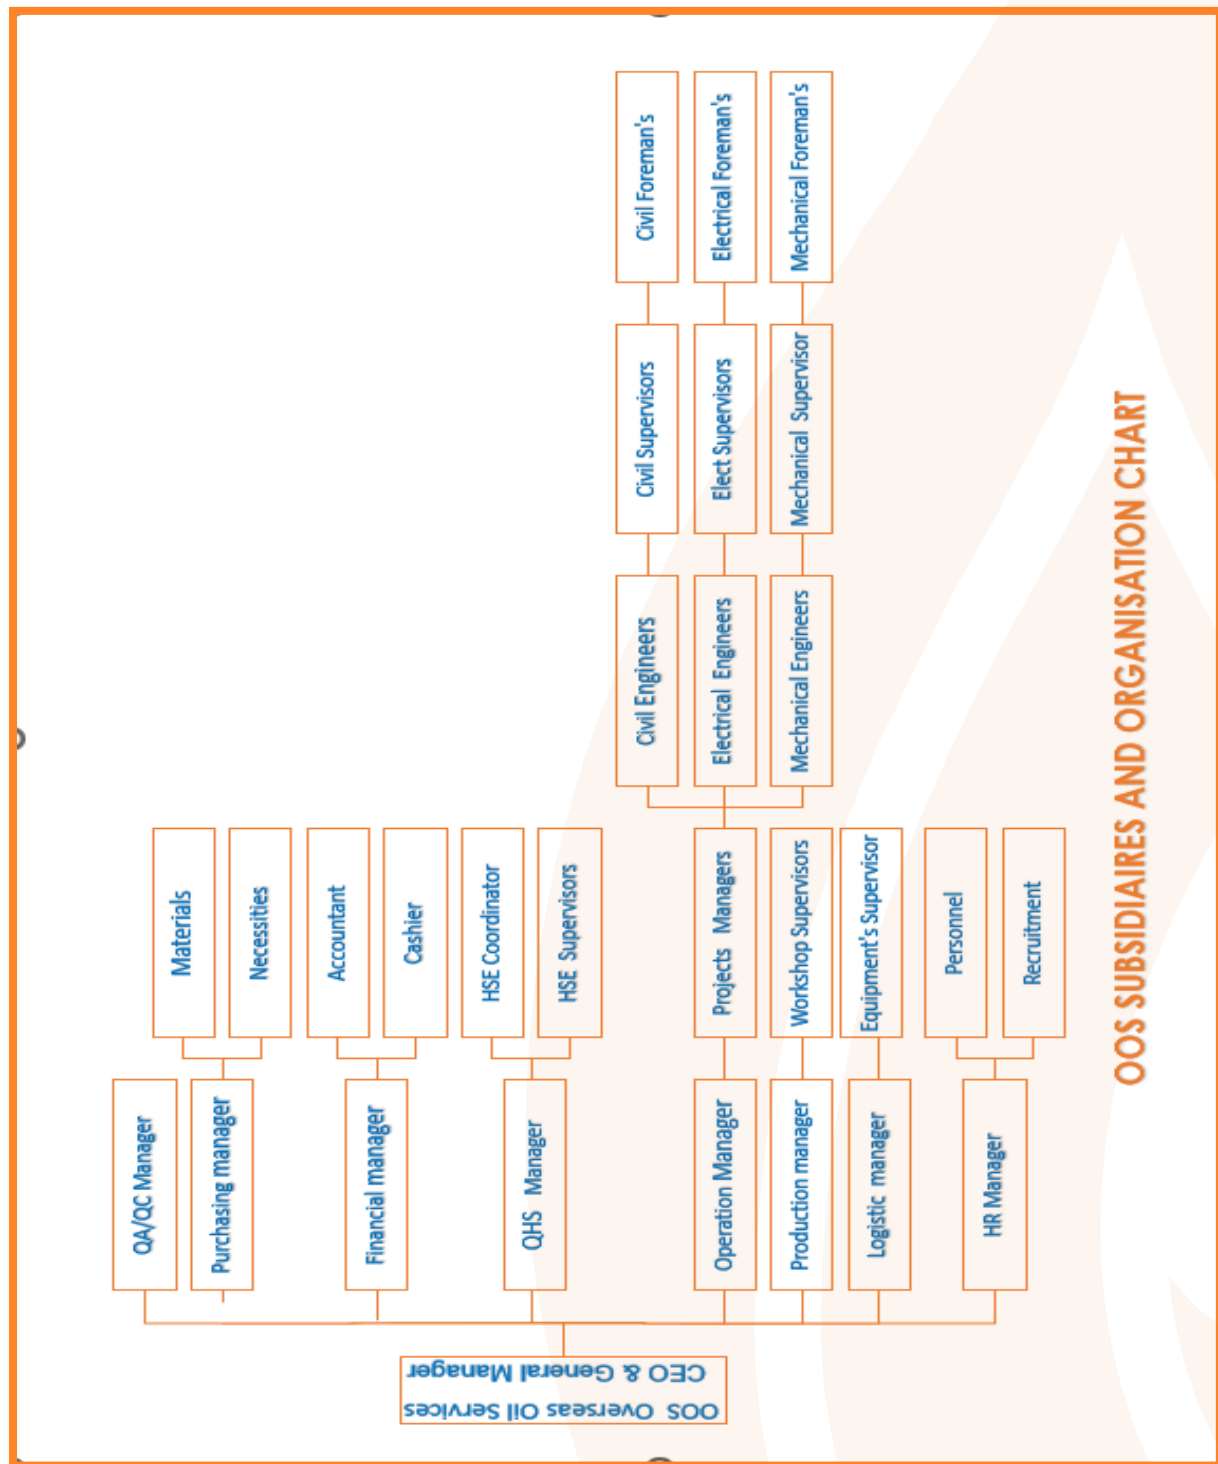 OOS SUBSIDIAIRES AND ORGANISATION CHART
OOS Overseas Oil Services
CEO & General Manager
QA/QC Manager
Purchasing manager
Financial manager
QHS Manager
Operation Manager
Production manager
Logistic manager
HR Manager
Materials
Necessities
Accountant
Cashier
HSE Coordinator
HSE Supervisors
Projects Managers
Workshop Supervisors
Equipment's Supervisor
Personnel
Recruitment
Civil Engineers
Electrical Engineers
Mechanical Engineers
Civil Supervisors
Elect Supervisors
Mechanical Supervisor
Civil Foreman's
Electrical Foreman's
Mechanical Foreman's